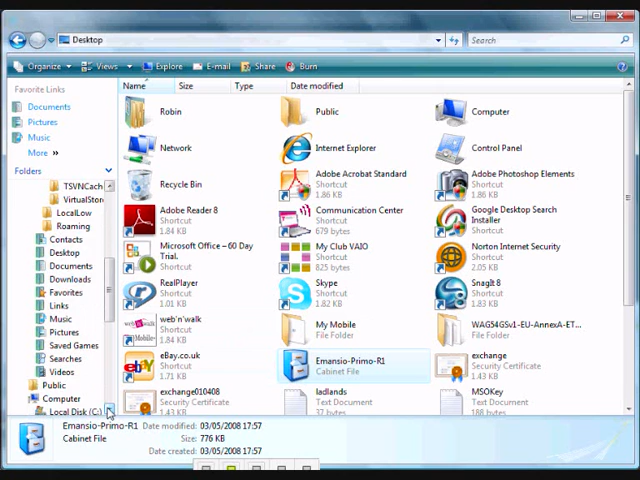 Desktop
Search
Organize Views Explore E-mail Share Burn
Favorite Links
Documents
Pictures
Music
More »
Folders
TSVNCach
VirtualStore
LocalLow
Roaming
Contacts
Desktop
Documents
Downloads
Favorites
Links
Music
Pictures
Saved Games
Searches
Videos
Public
Computer
Local Disk (C:)
Name Size Type Date modified
Robin
Public
Computer
Network
Internet Explorer
Control Panel
Recycle Bin
Adobe Acrobat Standard
Shortcut
1.86 KB
Adobe Photoshop Elements
Shortcut
1.86 KB
Adobe Reader 8
Shortcut
1.84 KB
Communication Center
Shortcut
679 bytes
Google Desktop Search
Installer
Shortcut
Microsoft Office – 60 Day
Trial.
Shortcut
My Club VAIO
Shortcut
825 bytes
Norton Internet Security
Shortcut
2.05 KB
RealPlayer
Shortcut
1.01 KB
Skype
Shortcut
1.82 KB
SnagIt 8
Shortcut
1.83 KB
web'n'walk
Shortcut
1.84 KB
My Mobile
File Folder
WAG54GSv1-EU-AnnexA-ET...
File Folder
eBay.co.uk
Shortcut
1.71 KB
Emansio-Primo-R1
Cabinet File
exchange
Security Certificate
1.43 KB
exchange010408
Security Certificate
1.43 KB
ladlands
Text Document
37 bytes
MSOKey
Text Document
188 bytes
Emansio-Primo-R1 Date modified: 03/05/2008 17:57
Cabinet File Size: 776 KB
Date created: 03/05/2008 17:57